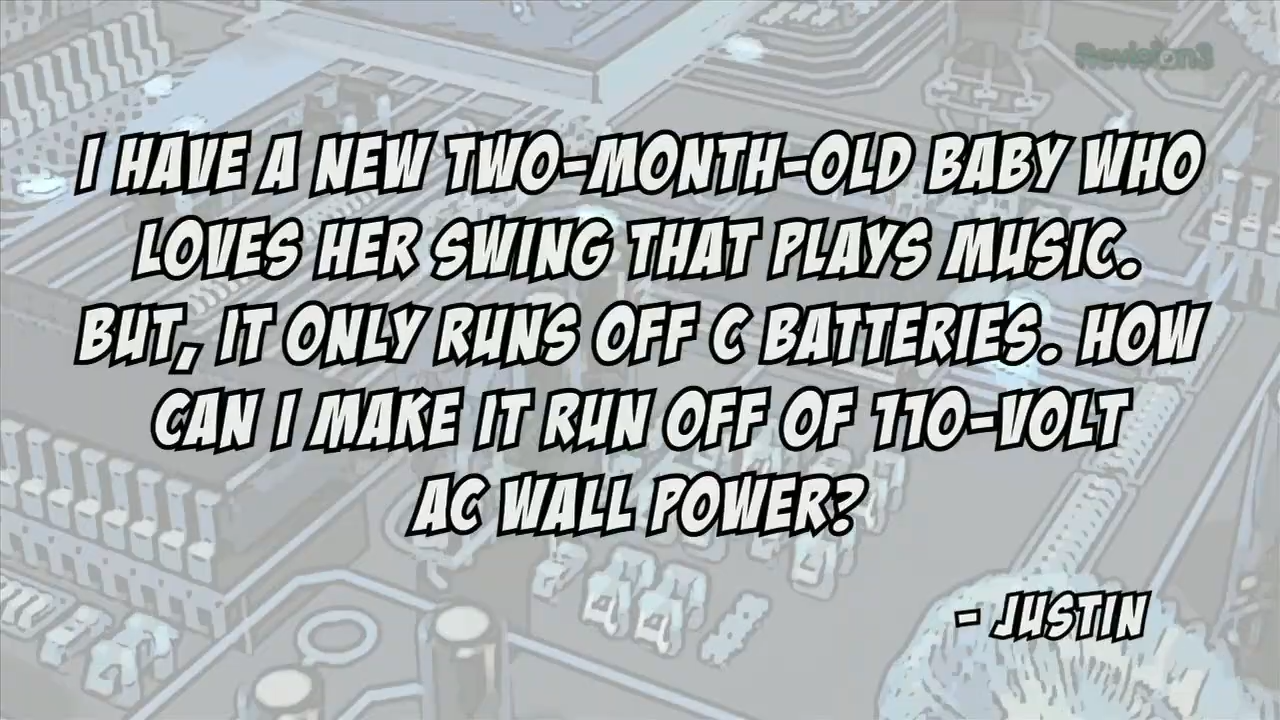 Revision3
I HAVE A NEW TWO-MONTH-OLD BABY WHO
LOVES HER SWING THAT PLAYS MUSIC.
BUT, IT ONLY RUNS OFF C BATTERIES. HOW
CAN I MAKE IT RUN OFF OF 110-VOLT
AC WALL POWER?
- JUSTIN